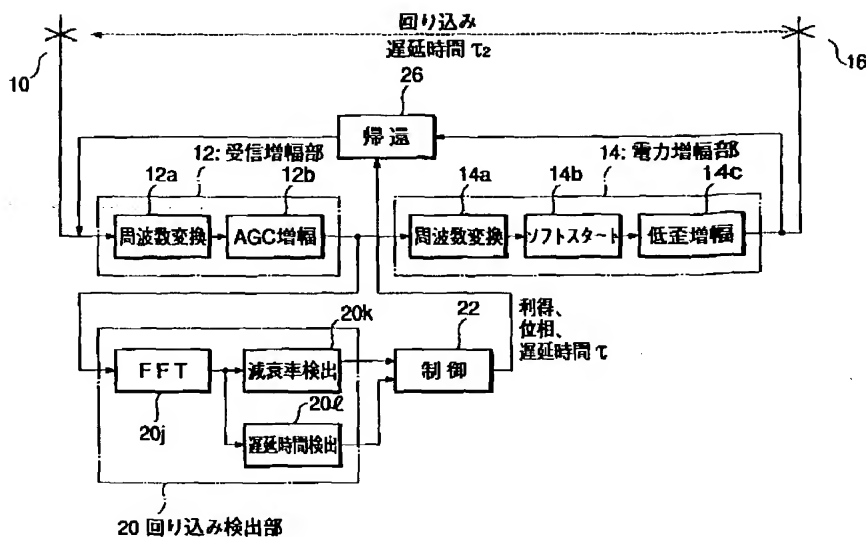 回り込み
遅延時間 τ2
10
16
26
帰還
12: 受信増幅部
14: 電力増幅部
12a
12b
14a
14b
14c
周波数変換
AGC増幅
周波数変換
ソフトスタート
低歪増幅
利得、
位相、
遅延時間 τ
20k
22
FFT
減衰率検出
制御
20j
20ℓ
遅延時間検出
20 回り込み検出部